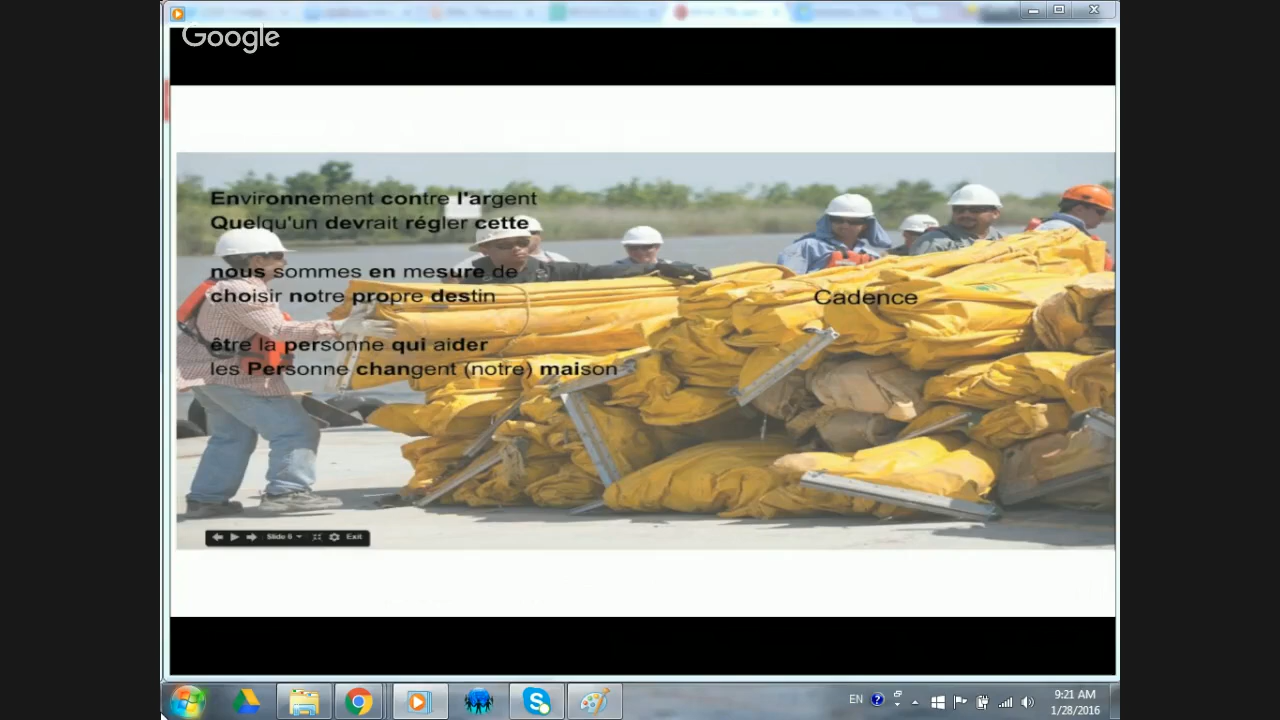 Google
Environnement contre l'argent
Quelqu'un devrait régler cette
nous sommes en mesure de
choisir notre propre destin
Cadence
être la personne qui aider
les Personne changent (notre) maison
Slide 6
Exit
EN
9:21 AM
1/28/2016